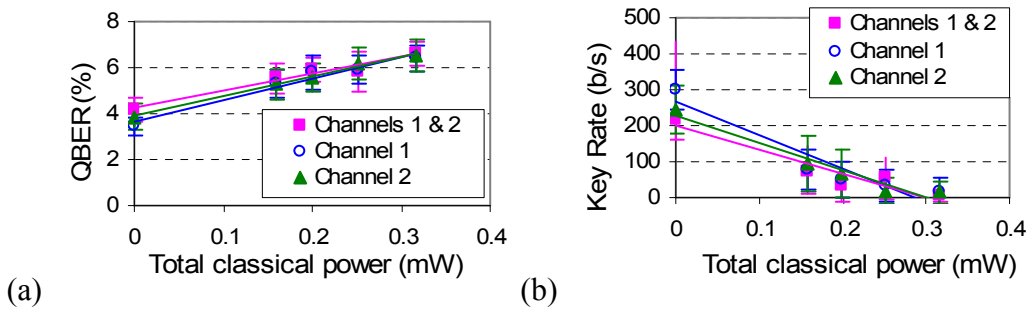 8
6
4
2
0
QBER (%)
Channels 1 & 2
Channel 1
Channel 2
0 0.1 0.2 0.3 0.4
Total classical power (mW)
(a)
500
400
300
200
100
0
Key Rate (b/s)
Channels 1 & 2
Channel 1
Channel 2
0 0.1 0.2 0.3 0.4
Total classical power (mW)
(b)